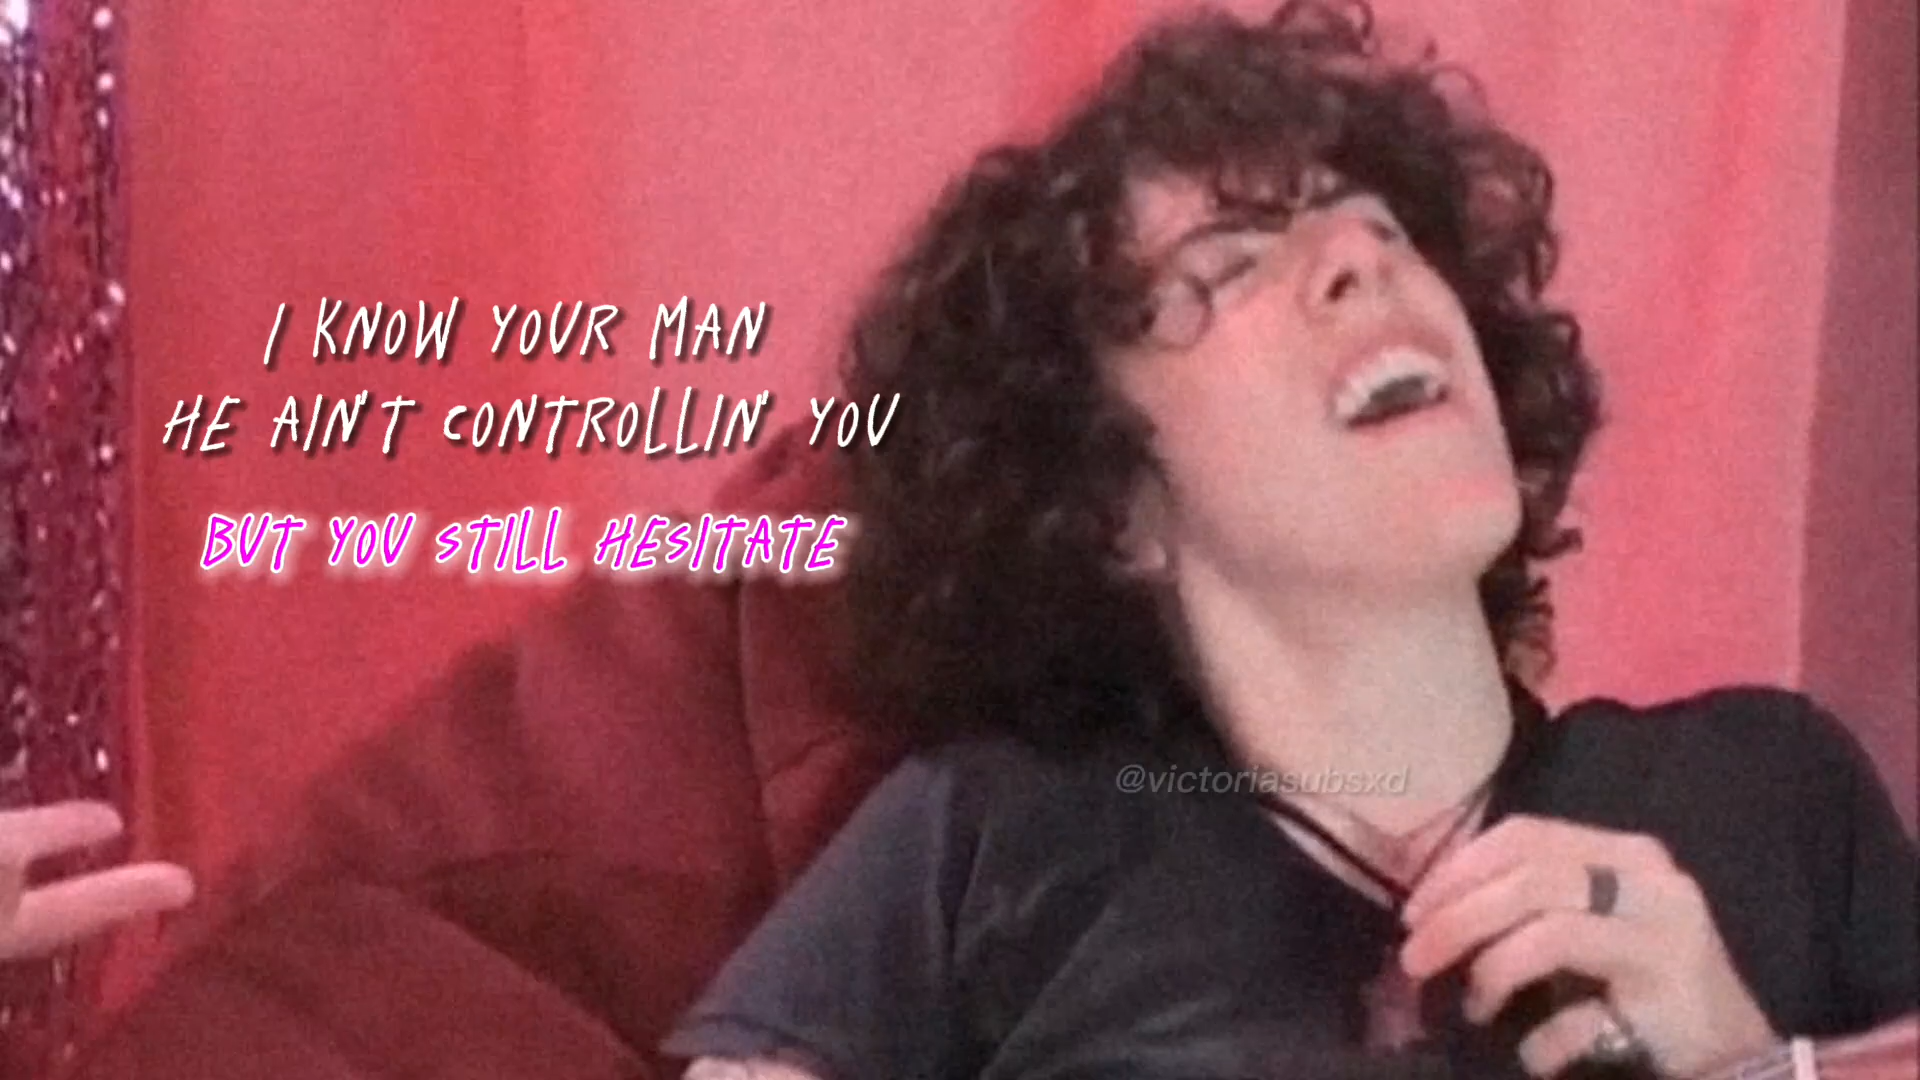 I KNOW YOUR MAN
HE AIN'T CONTROLLIN' YOU
BUT YOU STILL HESITATE
@victoriasubsxd